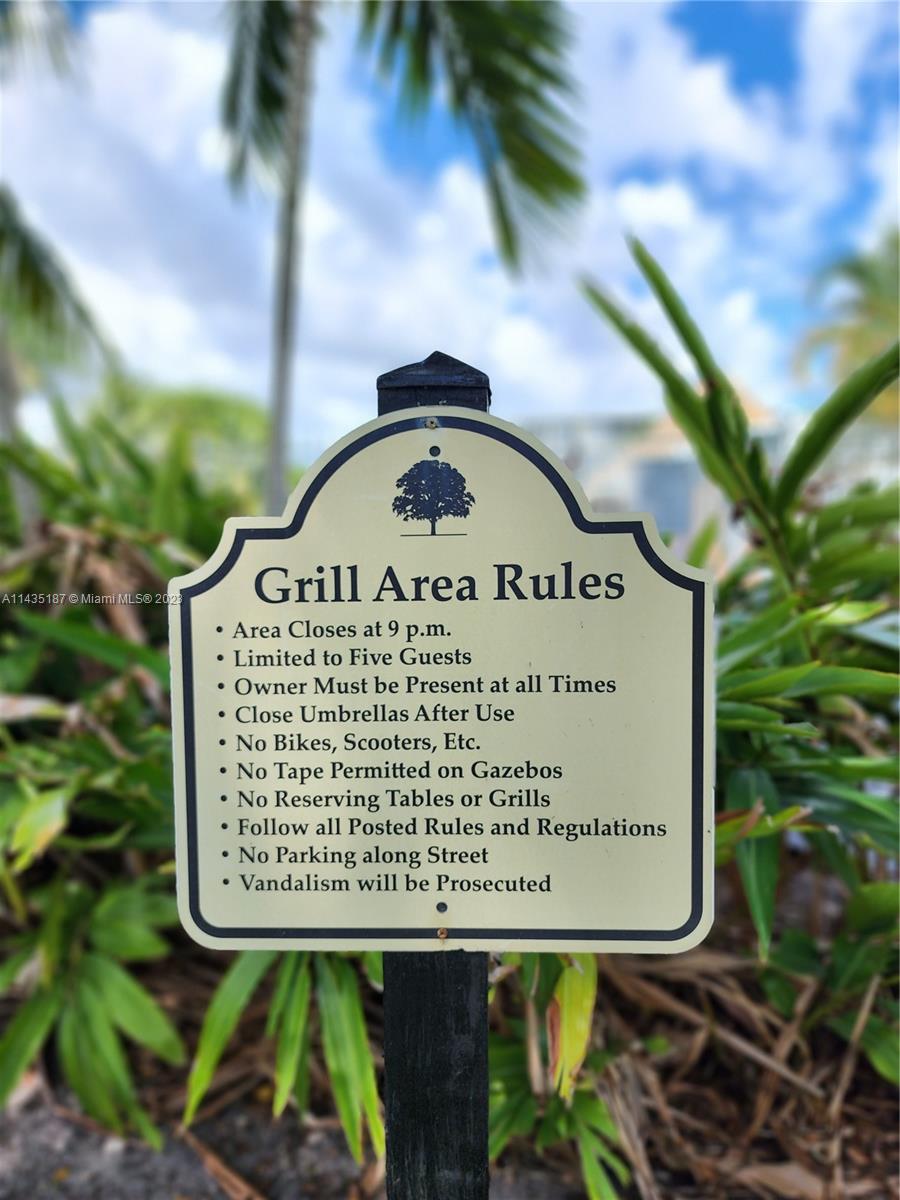 Grill Area Rules
• Area Closes at 9 p.m.
• Limited to Five Guests
• Owner Must be Present at all Times
• Close Umbrellas After Use
• No Bikes, Scooters, Etc.
• No Tape Permitted on Gazebos
• No Reserving Tables or Grills
• Follow all Posted Rules and Regulations
• No Parking along Street
• Vandalism will be Prosecuted
A11435187 © Miami MLS® 2023